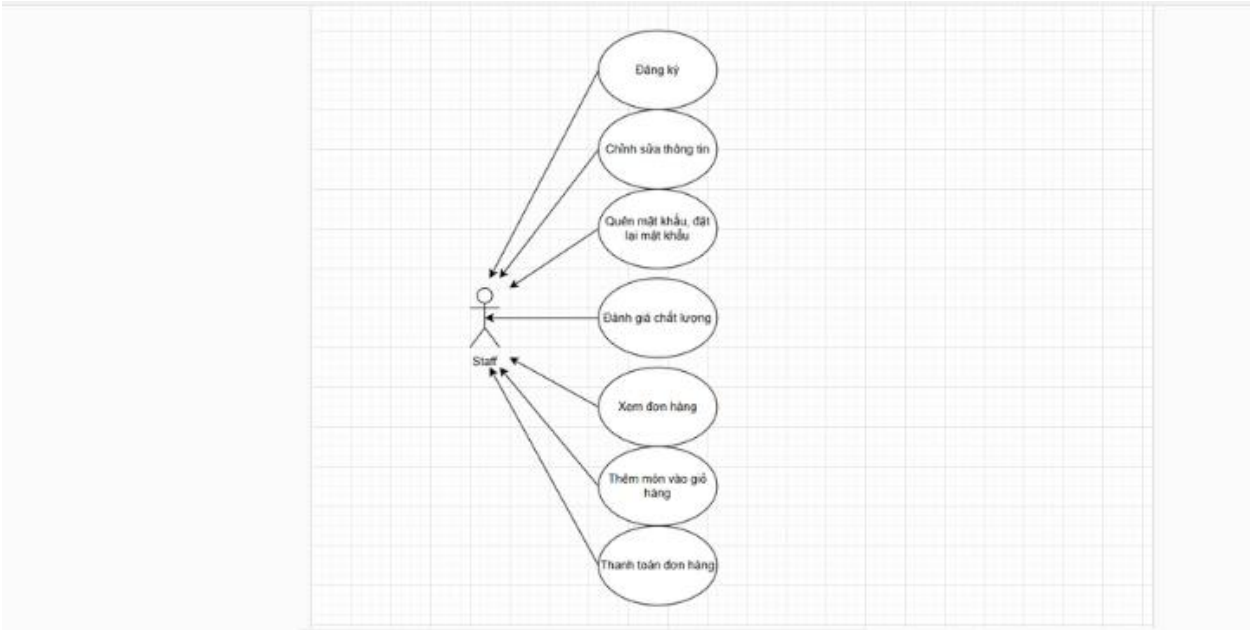 Đăng ký
Chỉnh sửa thông tin
Quên mật khẩu, đặt
lại mật khẩu
Đánh giá chất lượng
Staff
Xem đơn hàng
Thêm món vào giỏ
hàng
Thanh toán đơn hàng